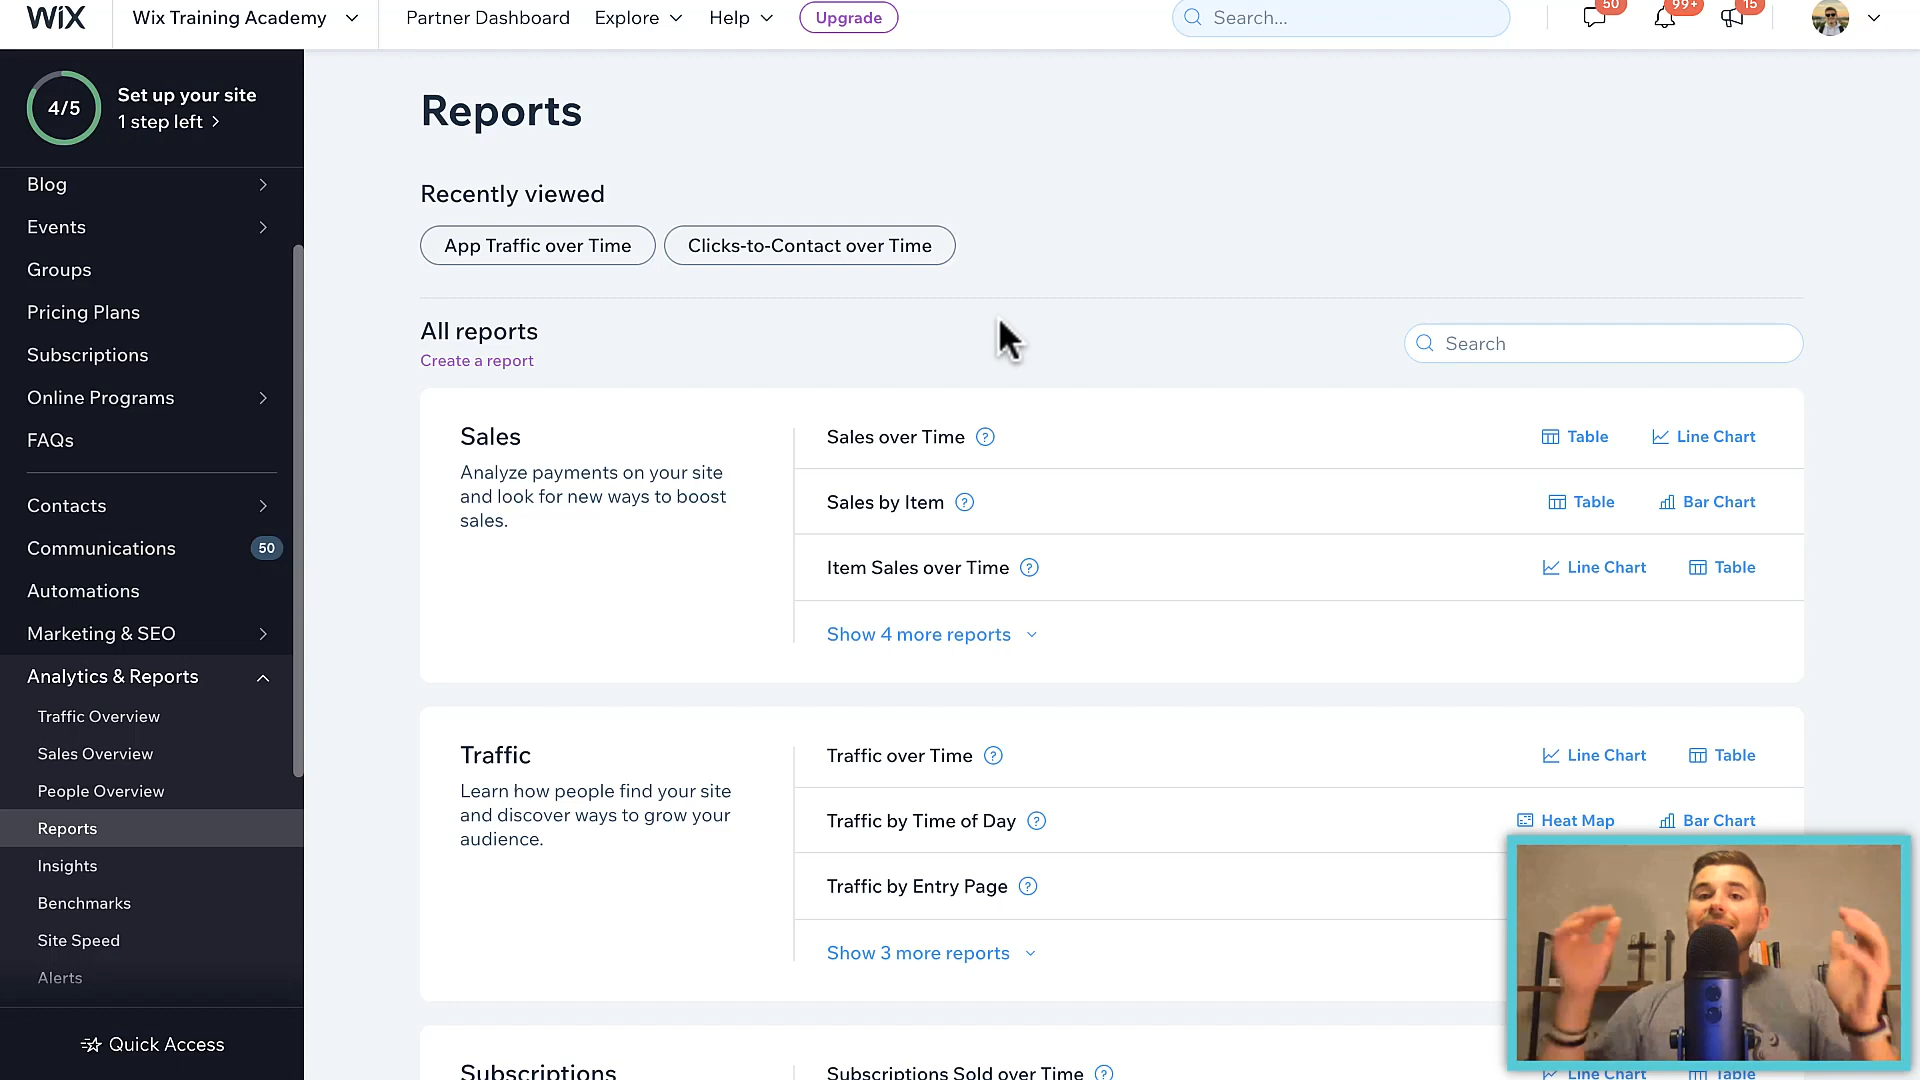 WiX
Wix Training Academy
Partner Dashboard
Explore
Help
Upgrade
Search...
50
99+
15
4/5
Set up your site
1 step left
Blog
Events
Groups
Pricing Plans
Subscriptions
Online Programs
FAQs
Contacts
Communications
50
Automations
Marketing & SEO
Analytics & Reports
Traffic Overview
Sales Overview
People Overview
Reports
Insights
Benchmarks
Site Speed
Alerts
Quick Access
Reports
Recently viewed
App Traffic over Time
Clicks-to-Contact over Time
All reports
Create a report
Search
Sales
Analyze payments on your site
and look for new ways to boost
sales.
Sales over Time ?
Table
Line Chart
Sales by Item ?
Table
Bar Chart
Item Sales over Time ?
Line Chart
Table
Show 4 more reports
Traffic
Learn how people find your site
and discover ways to grow your
audience.
Traffic over Time ?
Line Chart
Table
Traffic by Time of Day ?
Heat Map
Bar Chart
Traffic by Entry Page ?
Show 3 more reports
Subscriptions
Subscriptions Sold over Time ?
Line Chart
Table